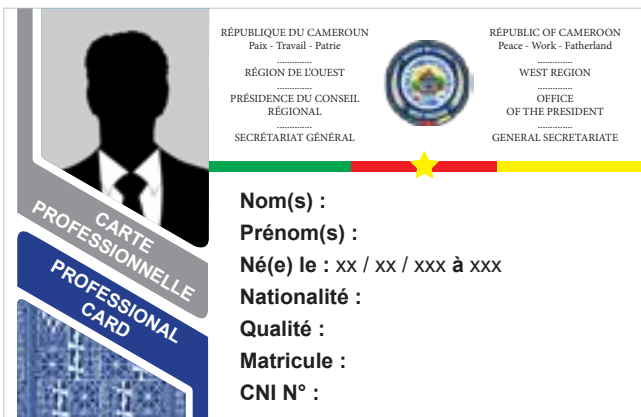 RÉPUBLIQUE DU CAMEROUN
Paix - Travail - Patrie
..............
RÉGION DE L'OUEST
..............
PRÉSIDENCE DU CONSEIL
RÉGIONAL
..............
SECRÉTARIAT GÉNÉRAL
RÉPUBLIC OF CAMEROON
Peace - Work - Fatherland
..............
WEST REGION
..............
OFFICE
OF THE PRESIDENT
..............
GENERAL SECRETARIATE
CARTE
PROFESSIONNELLE
PROFESSIONAL
CARD
Nom(s) :
Prénom(s) :
Né(e) le : xx / xx / xxx à xxx
Nationalité :
Qualité :
Matricule :
CNI N° :